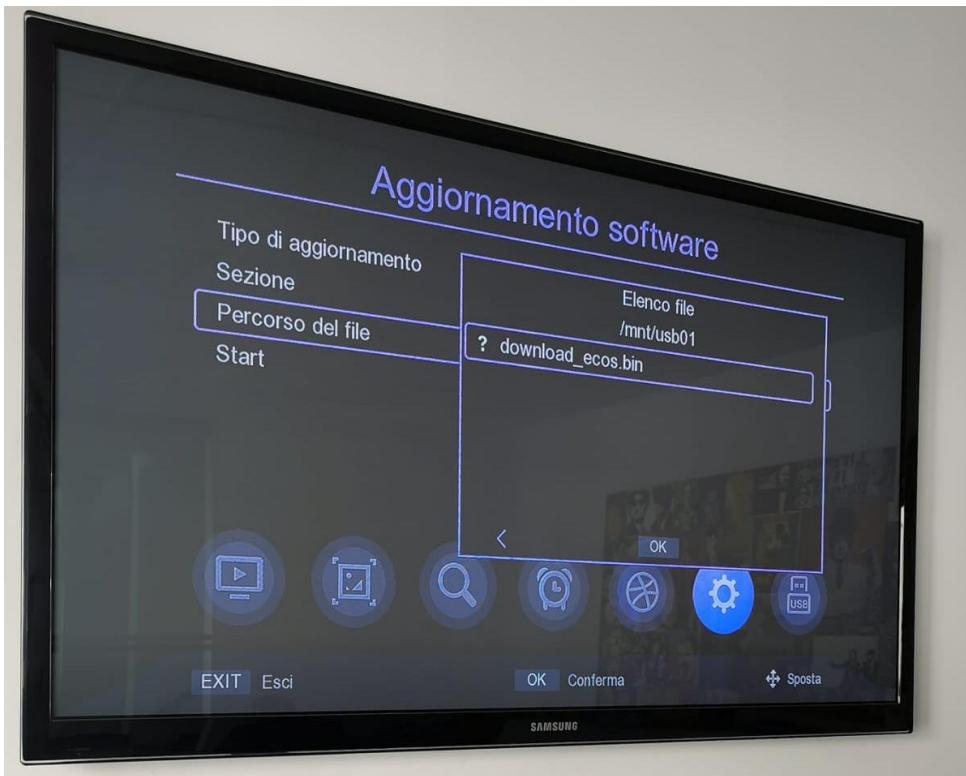 Aggiornamento software
Tipo di aggiornamento
Sezione
Percorso del file
Start
Elenco file
/mnt/usb01
? download_ecos.bin
OK
USB
EXIT Esci
OK Conferma
Sposta
SAMSUNG